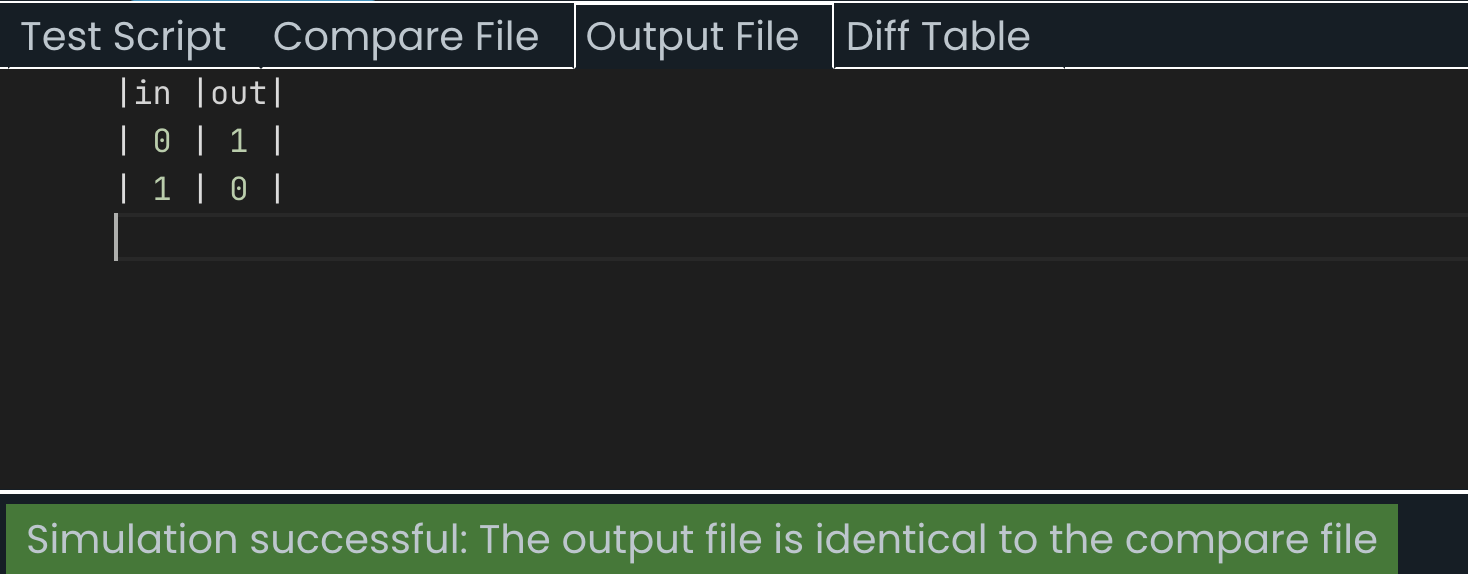 Test Script Compare File Output File Diff Table
|in |out|
| 0 | 1 |
| 1 | 0 |
Simulation successful: The output file is identical to the compare file